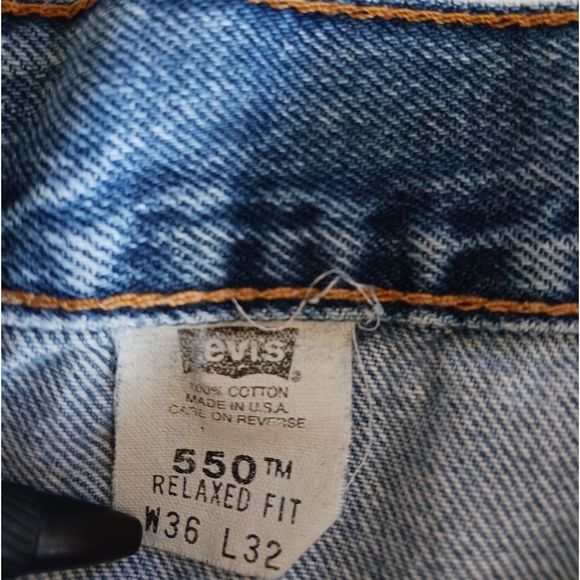 Levis
100% COTTON
MADE IN U.S.A.
CARE ON REVERSE
550™
RELAXED FIT
W36 L32